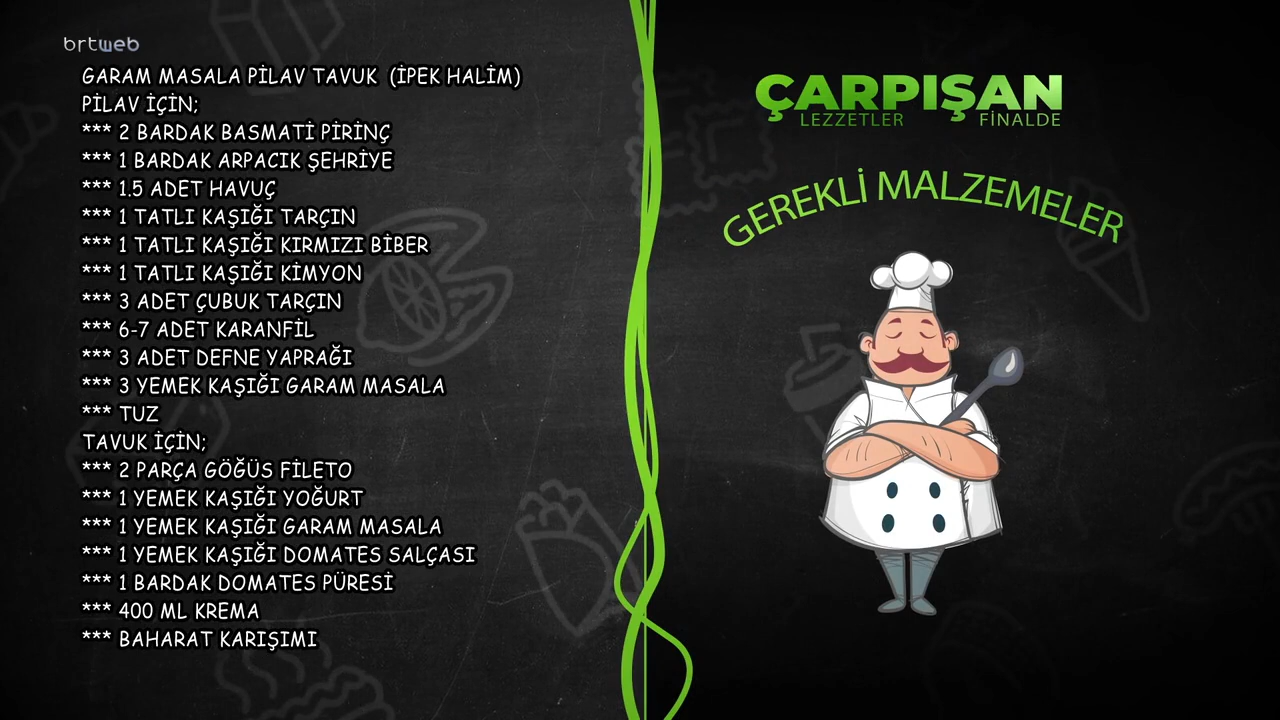 brtweb
GARAM MASALA PİLAV TAVUK (İPEK HALİM)
PİLAV İÇİN;
*** 2 BARDAK BASMATİ PİRİNÇ
*** 1 BARDAK ARPACIK ŞEHRİYE
*** 1.5 ADET HAVUÇ
*** 1 TATLI KAŞIĞI TARÇIN
*** 1 TATLI KAŞIĞI KIRMIZI BİBER
*** 1 TATLI KAŞIĞI KİMYON
*** 3 ADET ÇUBUK TARÇIN
*** 6-7 ADET KARANFİL
*** 3 ADET DEFNE YAPRAĞI
*** 3 YEMEK KAŞIĞI GARAM MASALA
*** TUZ
TAVUK İÇİN;
*** 2 PARÇA GÖĞÜS FİLETO
*** 1 YEMEK KAŞIĞI YOĞURT
*** 1 YEMEK KAŞIĞI GARAM MASALA
*** 1 YEMEK KAŞIĞI DOMATES SALÇASI
*** 1 BARDAK DOMATES PÜRESİ
*** 400 ML KREMA
*** BAHARAT KARIŞIMI
ÇARPIŞAN
LEZZETLER FİNALDE
GEREKLİ MALZEMELER